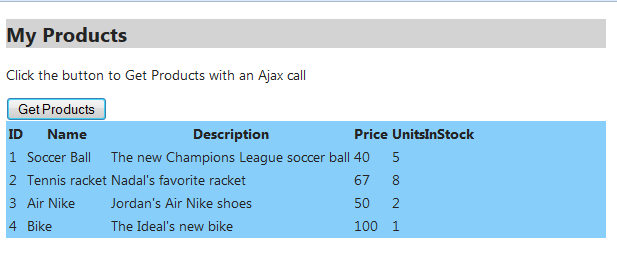 My Products
Click the button to Get Products with an Ajax call
Get Products
ID Name Description Price UnitsInStock
1 Soccer Ball The new Champions League soccer ball 40 5
2 Tennis racket Nadal's favorite racket 67 8
3 Air Nike Jordan's Air Nike shoes 50 2
4 Bike The Ideal's new bike 100 1